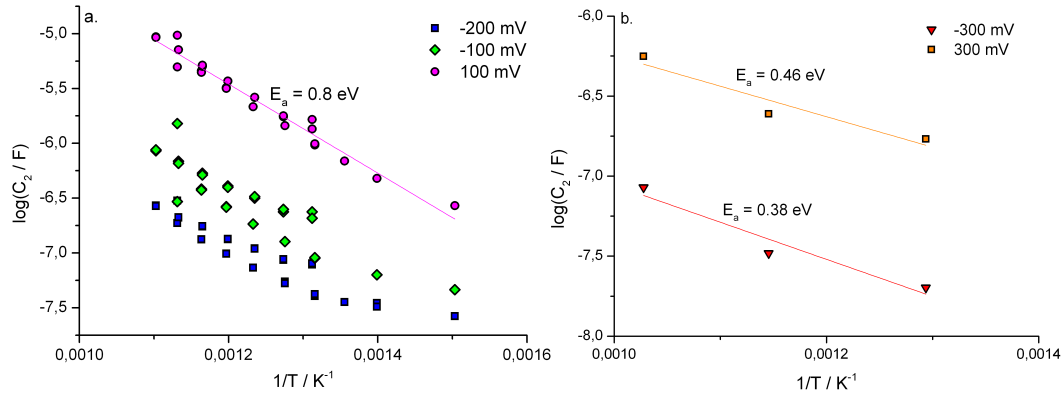 a.
-200 mV
-100 mV
100 mV
Eₐ = 0.8 eV
log(C₂ / F)
-5,0
-5,5
-6,0
-6,5
-7,0
-7,5
0,0010
0,0012
0,0014
0,0016
1/T / K⁻¹
b.
-300 mV
300 mV
Eₐ = 0.46 eV
Eₐ = 0.38 eV
log(C₂ / F)
-6,0
-6,5
-7,0
-7,5
-8,0
0,0010
0,0012
0,0014
1/T / K⁻¹